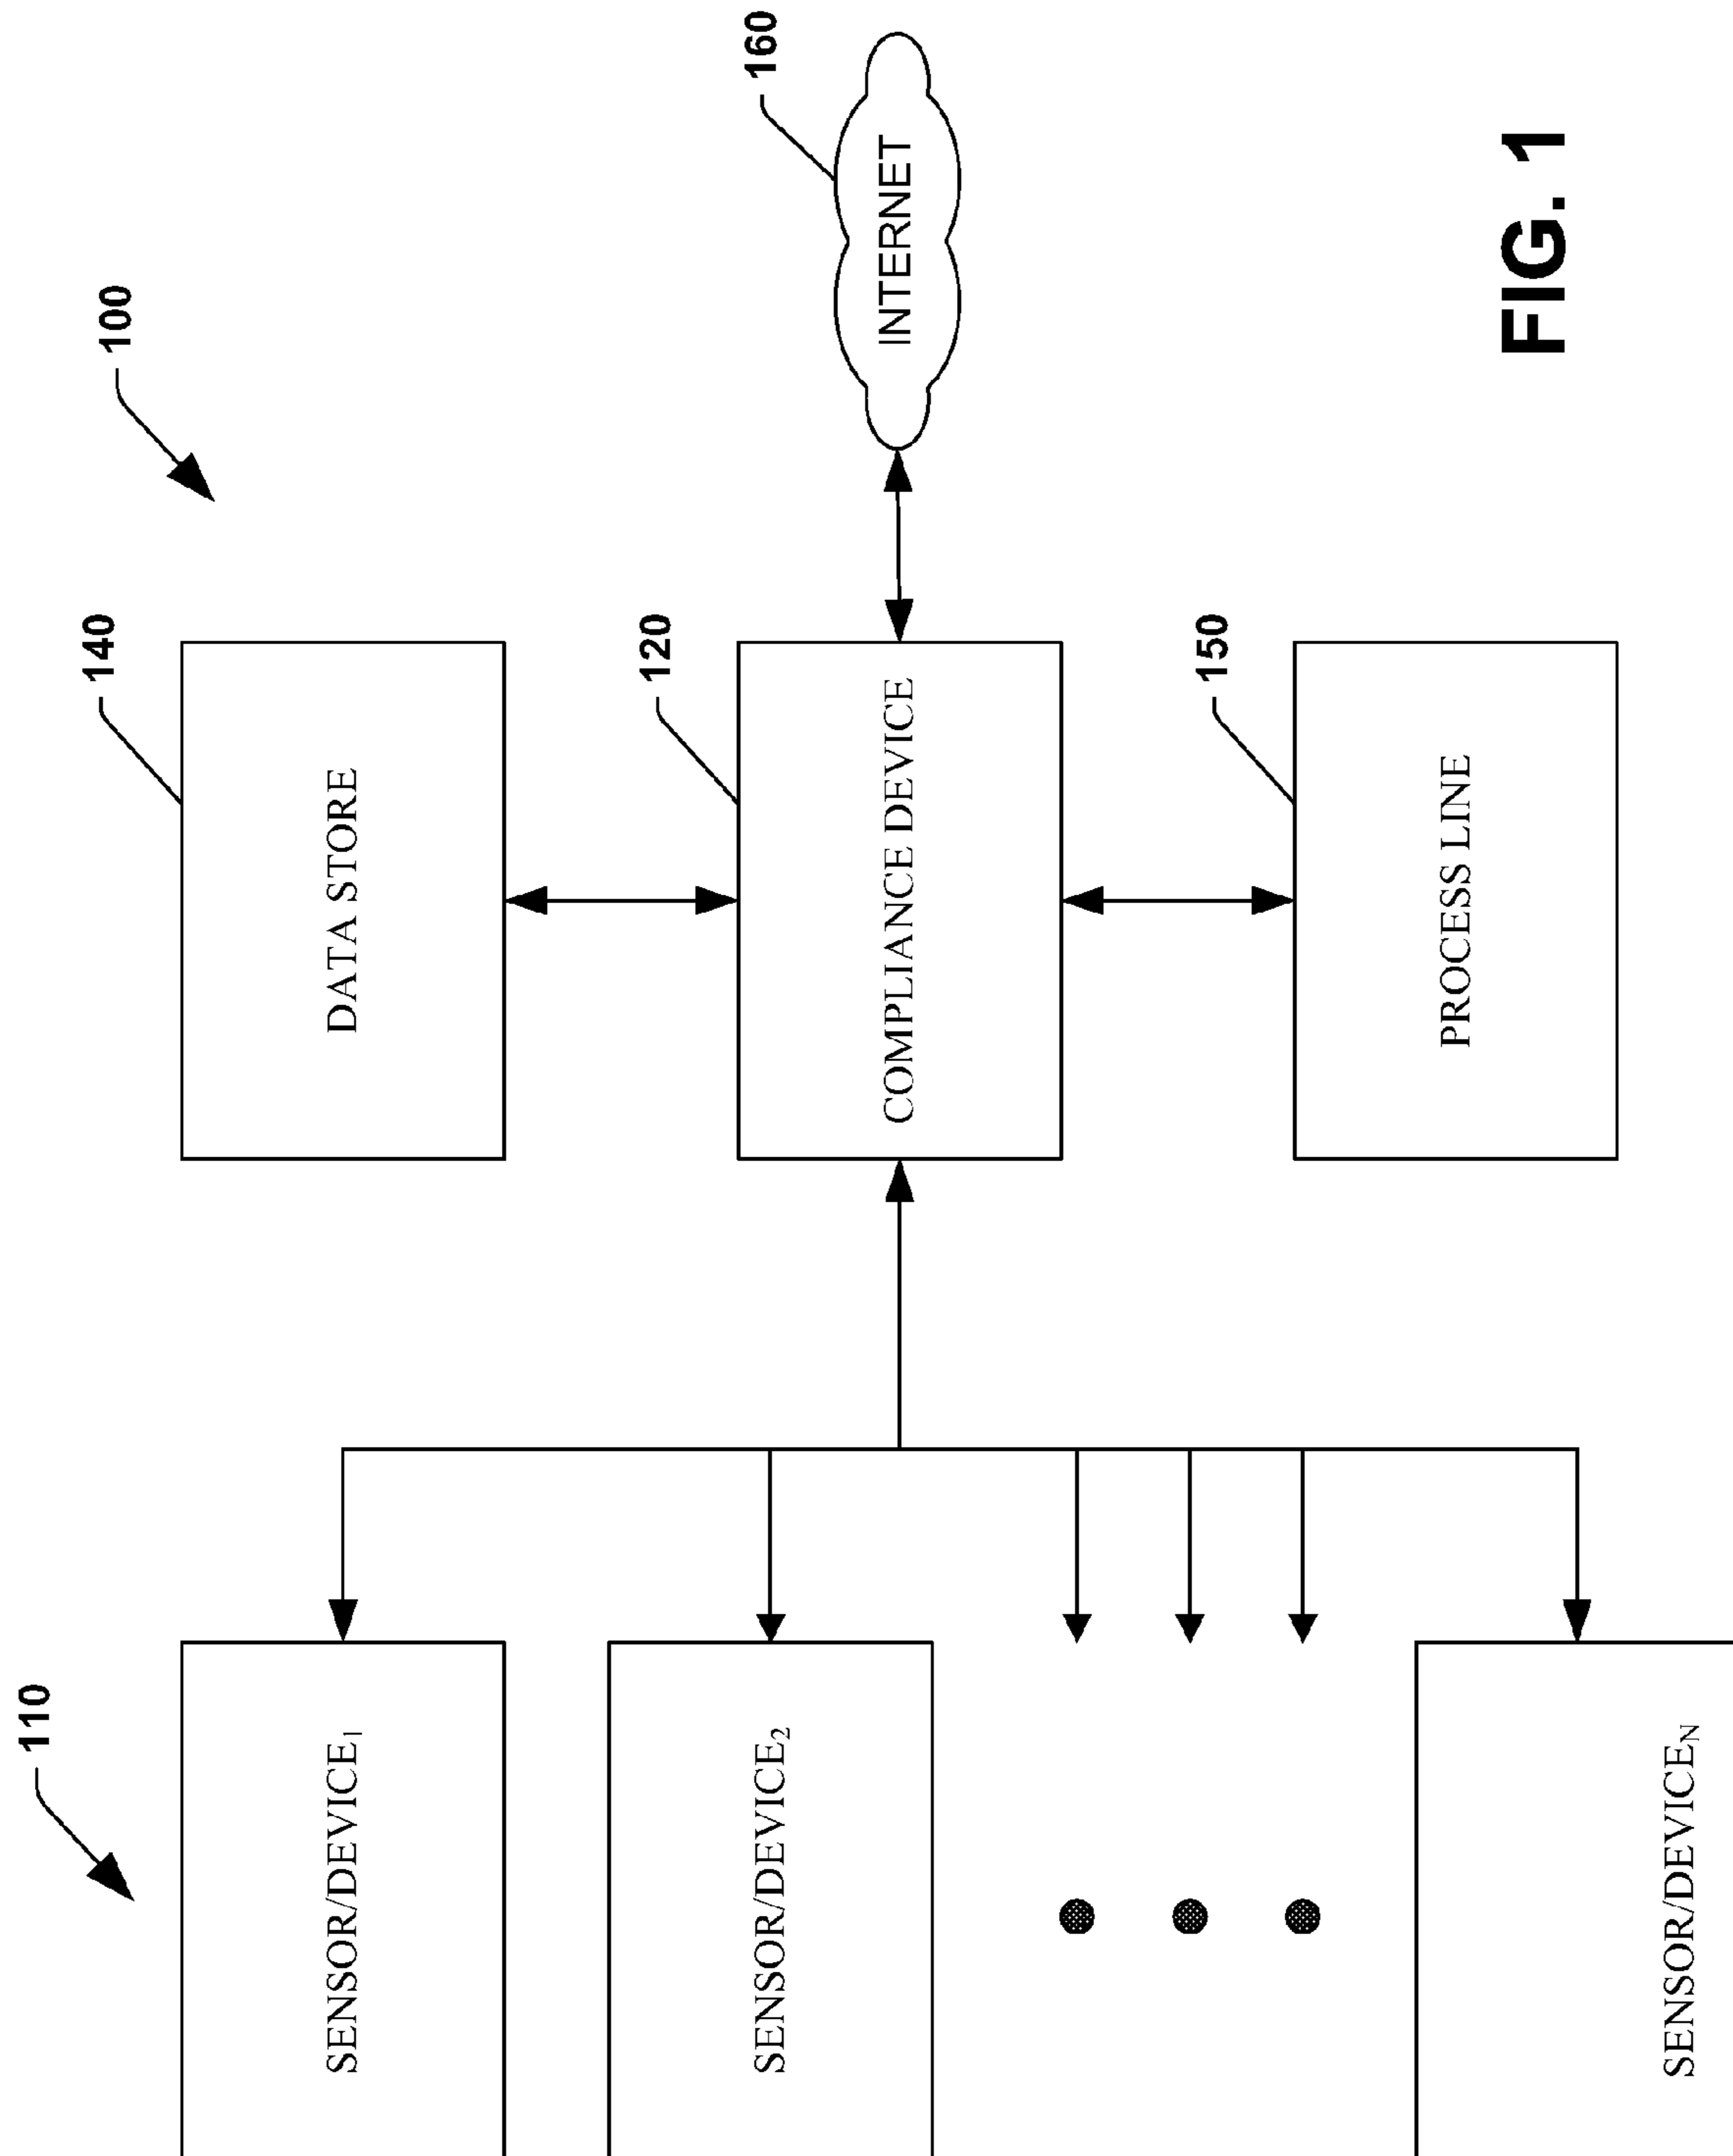 110
100
160
140
SENSOR/DEVICE1
DATA STORE
120
SENSOR/DEVICE2
COMPLIANCE DEVICE
INTERNET
150
SENSOR/DEVICEN
PROCESS LINE
FIG. 1